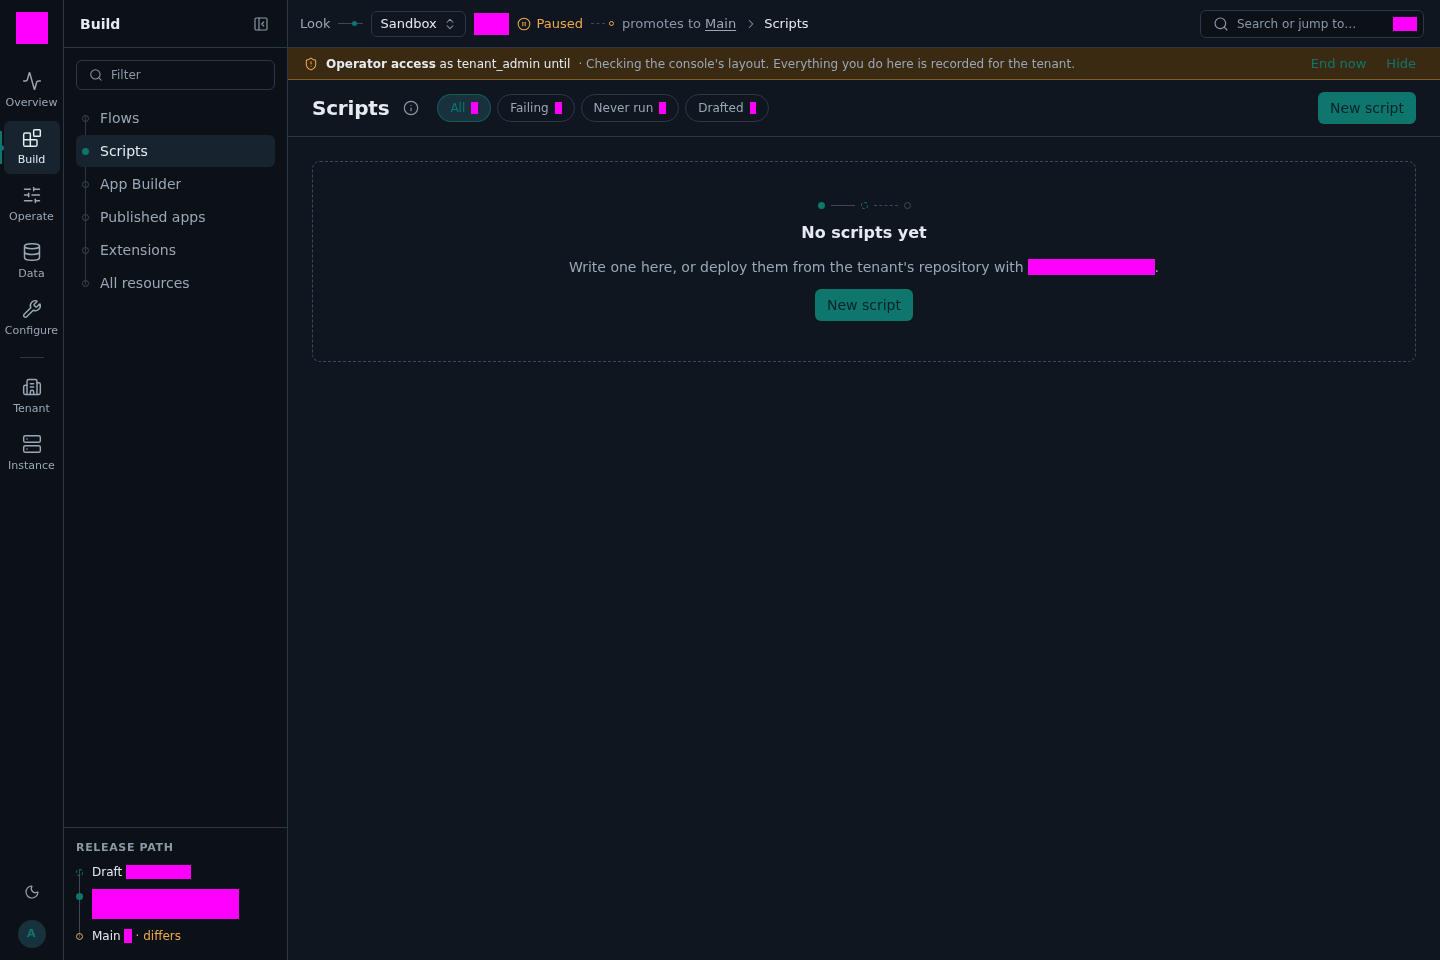 Build
Look
Sandbox
Paused
promotes to Main
Scripts
Search or jump to...
Operator access as tenant_admin until · Checking the console's layout. Everything you do here is recorded for the tenant.
End now
Hide
Overview
Build
Operate
Data
Configure
Tenant
Instance
A
Filter
Flows
Scripts
App Builder
Published apps
Extensions
All resources
RELEASE PATH
Draft
Main · differs
Scripts
All
Failing
Never run
Drafted
New script
No scripts yet
Write one here, or deploy them from the tenant's repository with .
New script